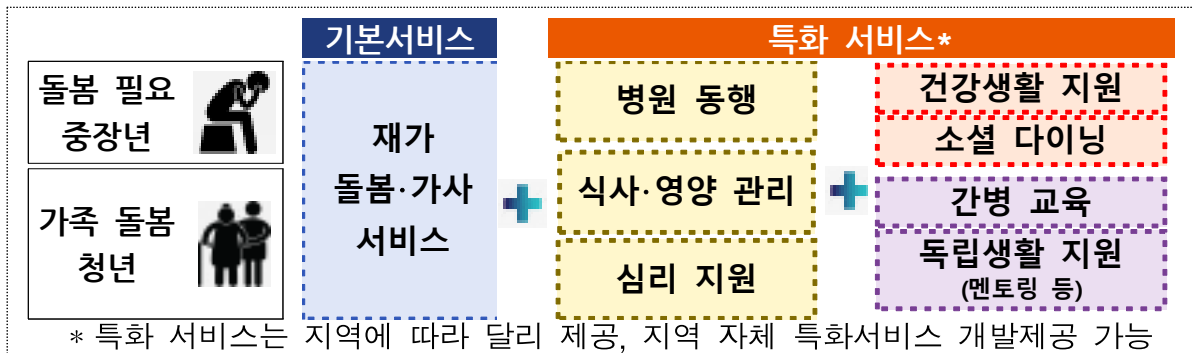 기본서비스
특화 서비스*
돌봄 필요
중장년
가족 돌봄
청년
재가
돌봄·가사
서비스
병원 동행
식사·영양 관리
심리 지원
건강생활 지원
소셜 다이닝
간병 교육
독립생활 지원
(멘토링 등)
* 특화 서비스는 지역에 따라 달리 제공, 지역 자체 특화서비스 개발제공 가능